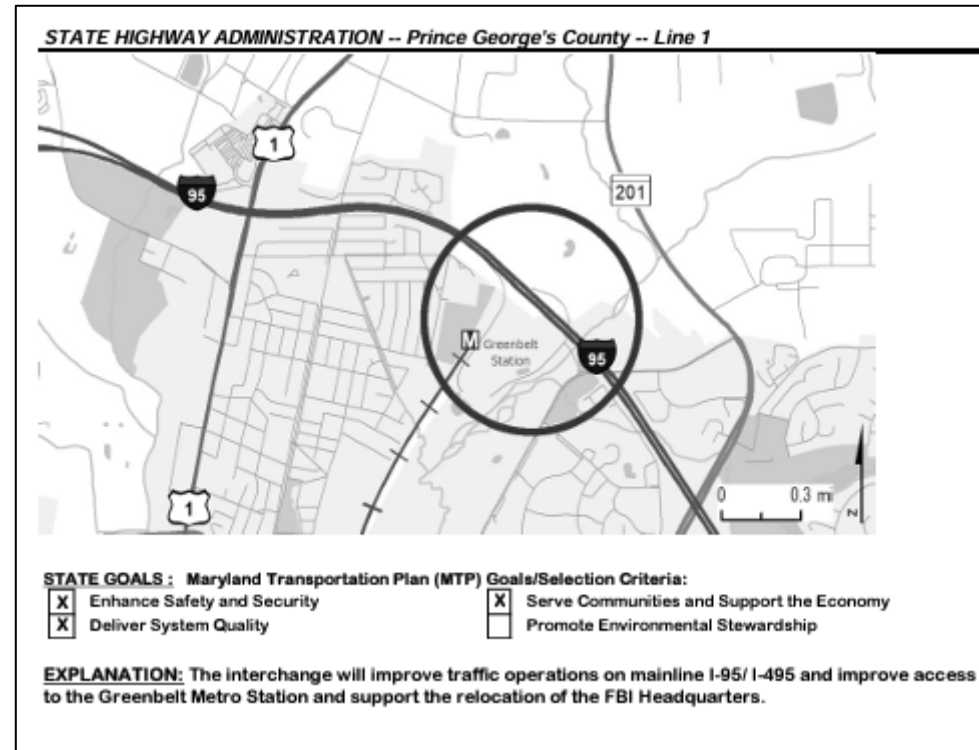 STATE HIGHWAY ADMINISTRATION -- Prince George's County -- Line 1
1
95
201
M Greenbelt
Station
95
1
0 0.3 mi
N
STATE GOALS : Maryland Transportation Plan (MTP) Goals/Selection Criteria:
X Enhance Safety and Security
X Deliver System Quality
X Serve Communities and Support the Economy
Promote Environmental Stewardship
EXPLANATION: The interchange will improve traffic operations on mainline I-95/ I-495 and improve access
to the Greenbelt Metro Station and support the relocation of the FBI Headquarters.